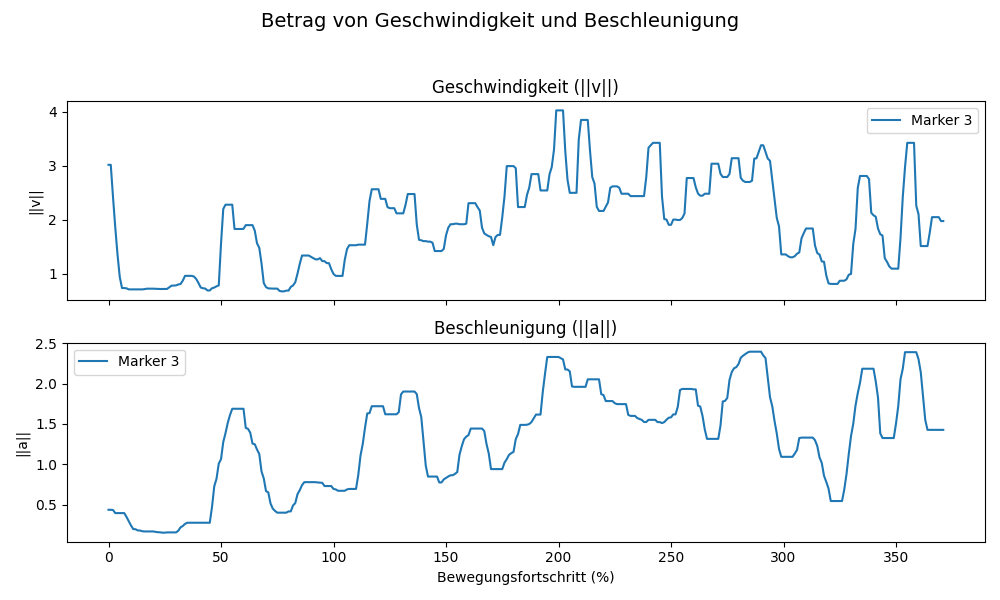 Betrag von Geschwindigkeit und Beschleunigung
Geschwindigkeit (||v||)
4
3
2
1
||v||
Marker 3
Beschleunigung (||a||)
2.5
2.0
1.5
1.0
0.5
||a||
Marker 3
0 50 100 150 200 250 300 350
Bewegungsfortschritt (%)